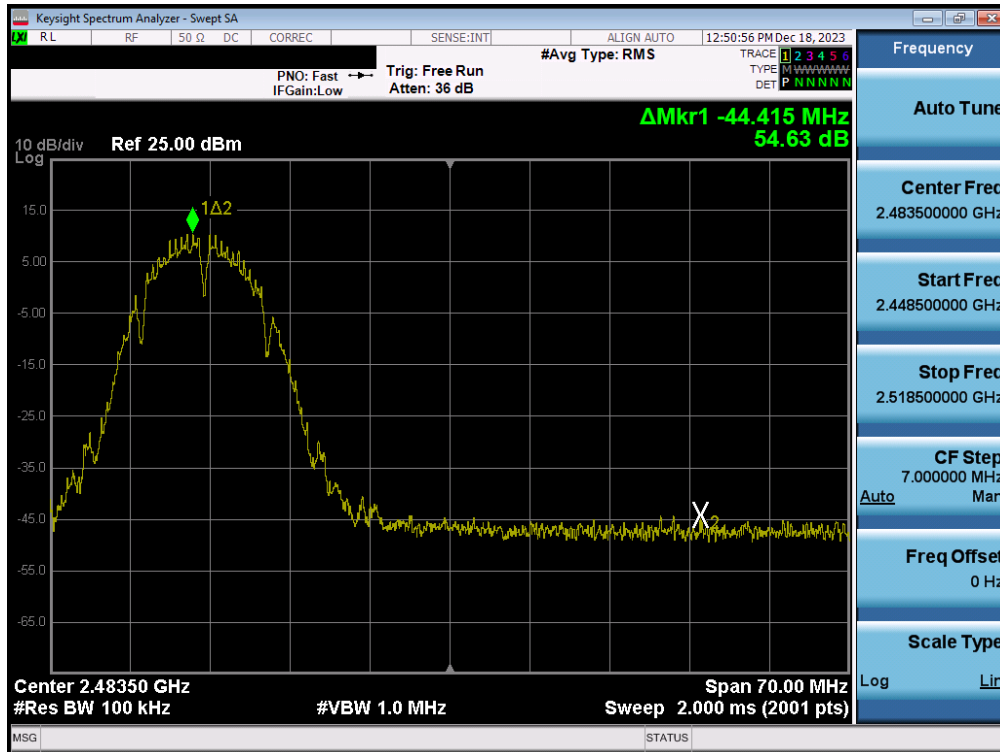 Keysight Spectrum Analyzer - Swept SA
LXI RL RF 50 Ω DC CORREC SENSE:INT ALIGN AUTO 12:50:56 PM Dec 18, 2023
#Avg Type: RMS
TRACE 1 2 3 4 5 6
TYPE M WWWWW
DET P N N N N N
PNO: Fast
IFGain:Low
Trig: Free Run
Atten: 36 dB
ΔMkr1 -44.415 MHz
54.63 dB
10 dB/div
Log
Ref 25.00 dBm
1Δ2
15.0
5.00
-5.00
-15.0
-25.0
-35.0
-45.0
2
-55.0
-65.0
Center 2.48350 GHz
Span 70.00 MHz
#Res BW 100 kHz
#VBW 1.0 MHz
Sweep 2.000 ms (2001 pts)
MSG
STATUS
Frequency
Auto Tune
Center Freq
2.483500000 GHz
Start Freq
2.448500000 GHz
Stop Freq
2.518500000 GHz
CF Step
7.000000 MHz
Auto Man
Freq Offset
0 Hz
Scale Type
Log Lin